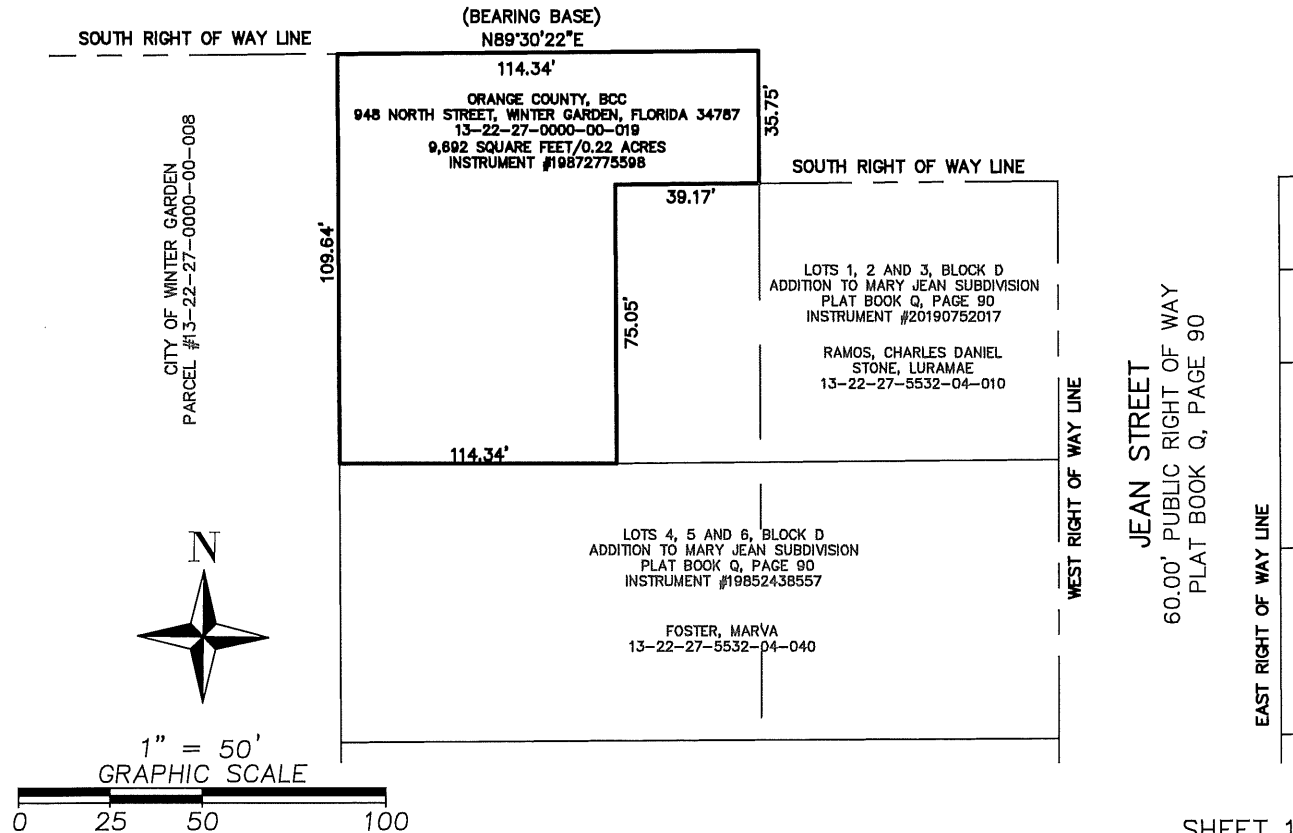 (BEARING BASE)
N89°30'22"E
SOUTH RIGHT OF WAY LINE
114.34'
ORANGE COUNTY, BCC
948 NORTH STREET, WINTER GARDEN, FLORIDA 34787
13-22-27-0000-00-019
9,692 SQUARE FEET/0.22 ACRES
INSTRUMENT #19872775598
35.75'
SOUTH RIGHT OF WAY LINE
39.17'
CITY OF WINTER GARDEN
PARCEL #13-22-27-0000-00-008
109.64'
75.05'
LOTS 1, 2 AND 3, BLOCK D
ADDITION TO MARY JEAN SUBDIVISION
PLAT BOOK Q, PAGE 90
INSTRUMENT #20190752017
RAMOS, CHARLES DANIEL
STONE, LURAMAE
13-22-27-5532-04-010
114.34'
WEST RIGHT OF WAY LINE
JEAN STREET
60.00' PUBLIC RIGHT OF WAY
PLAT BOOK Q, PAGE 90
EAST RIGHT OF WAY LINE
LOTS 4, 5 AND 6, BLOCK D
ADDITION TO MARY JEAN SUBDIVISION
PLAT BOOK Q, PAGE 90
INSTRUMENT #19852438557
FOSTER, MARVA
13-22-27-5532-04-040
N
1" = 50'
GRAPHIC SCALE
0 25 50 100
SHEET 1